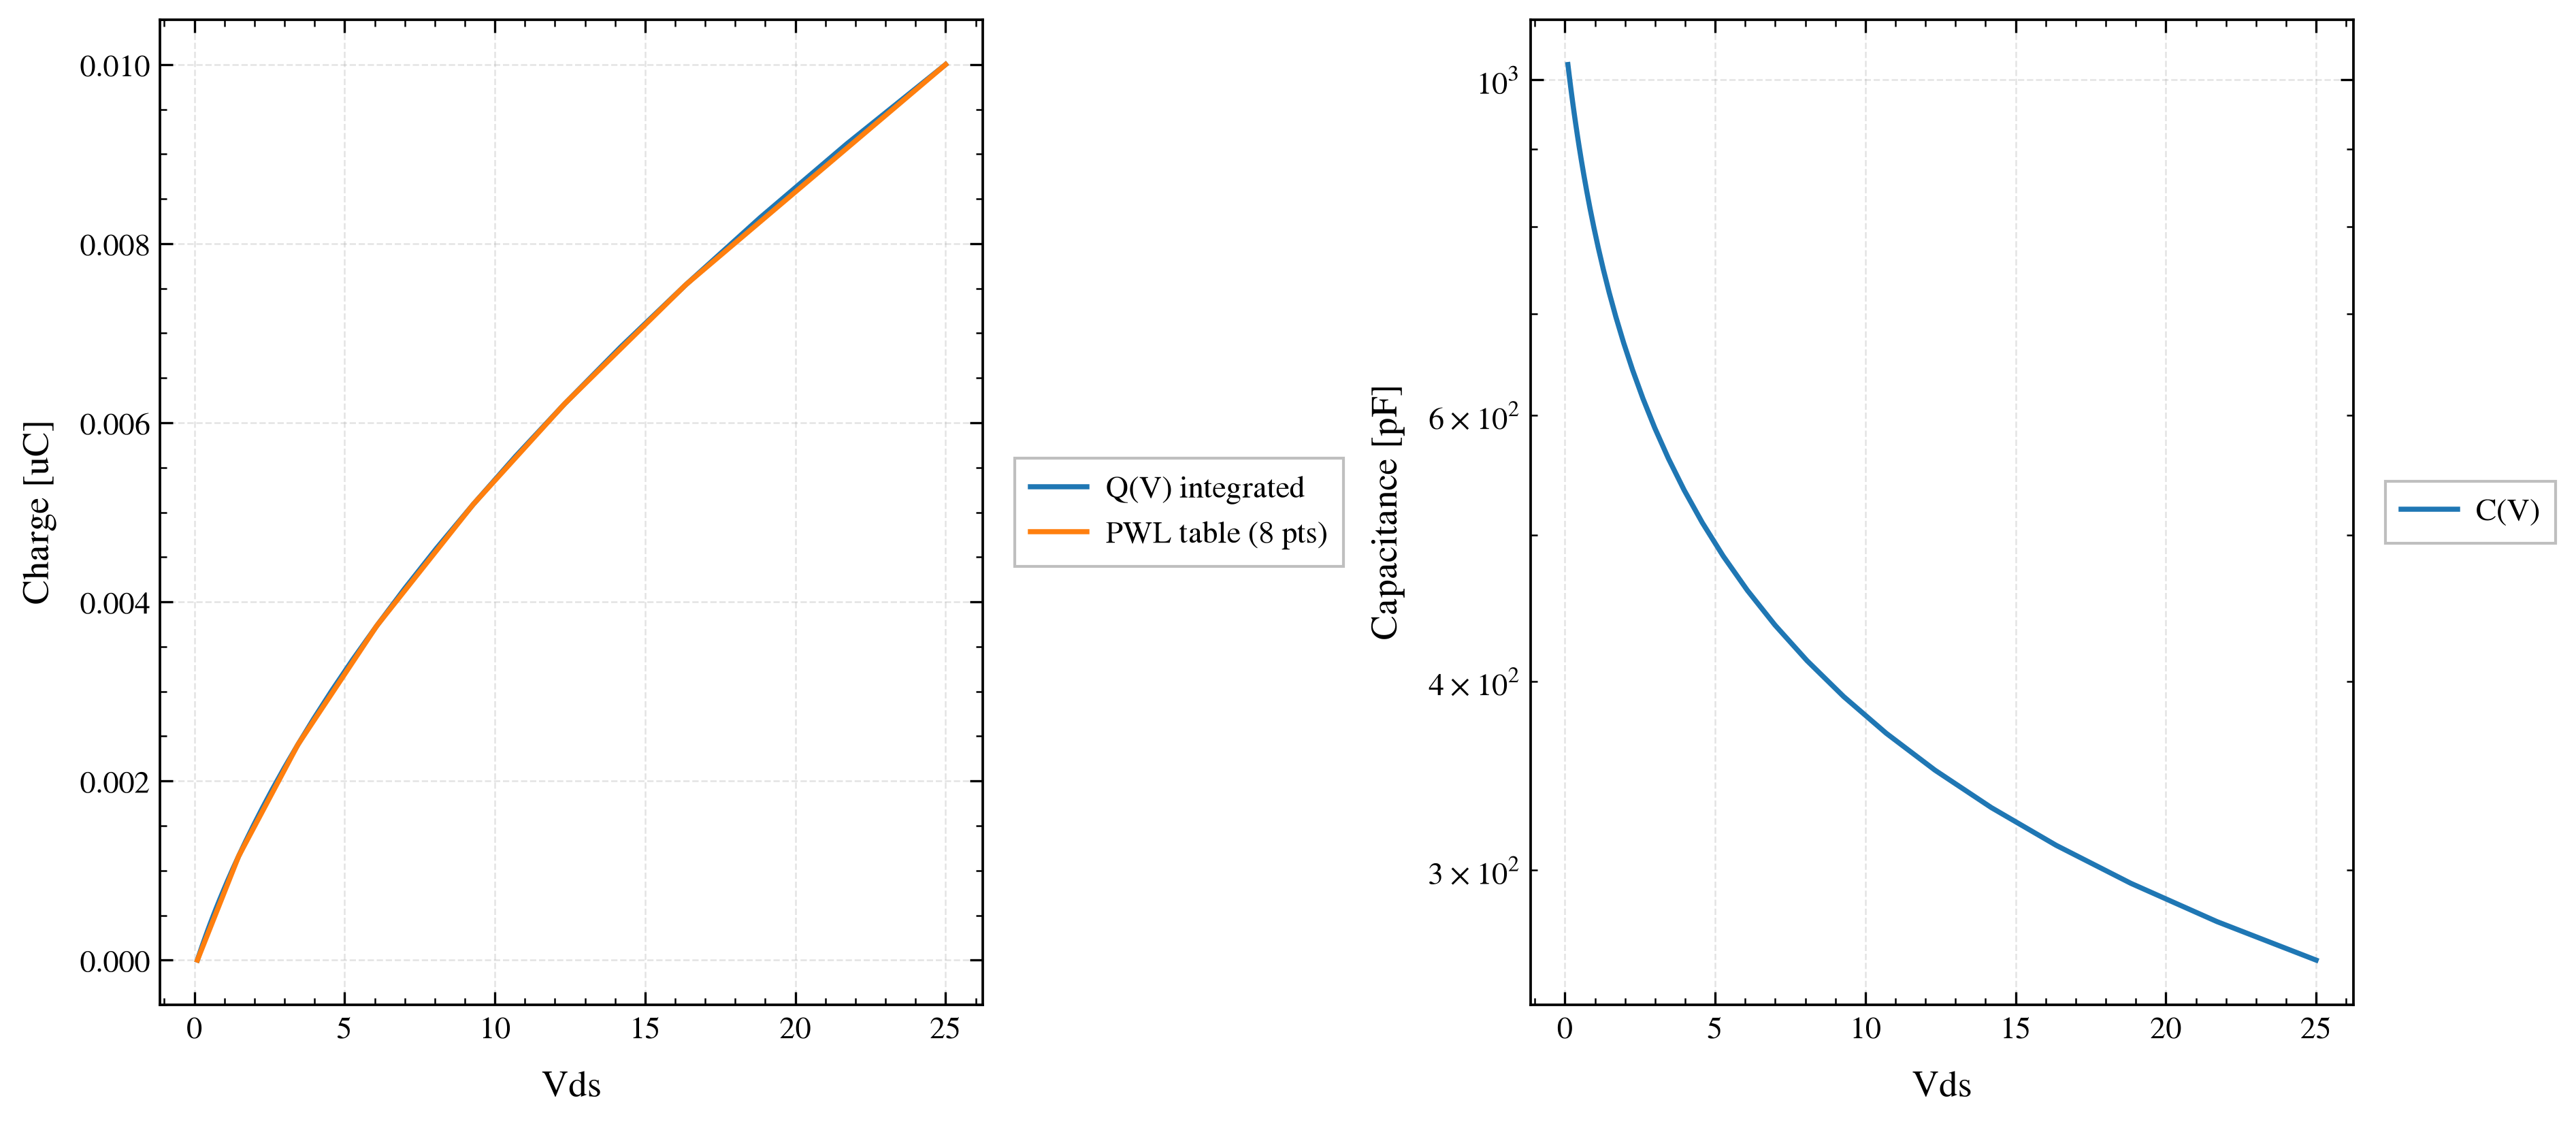 Charge [uC]
0.010
0.008
0.006
0.004
0.002
0.000
0 5 10 15 20 25
Vds
Q(V) integrated
PWL table (8 pts)
Capacitance [pF]
10³
6 × 10²
4 × 10²
3 × 10²
0 5 10 15 20 25
Vds
C(V)